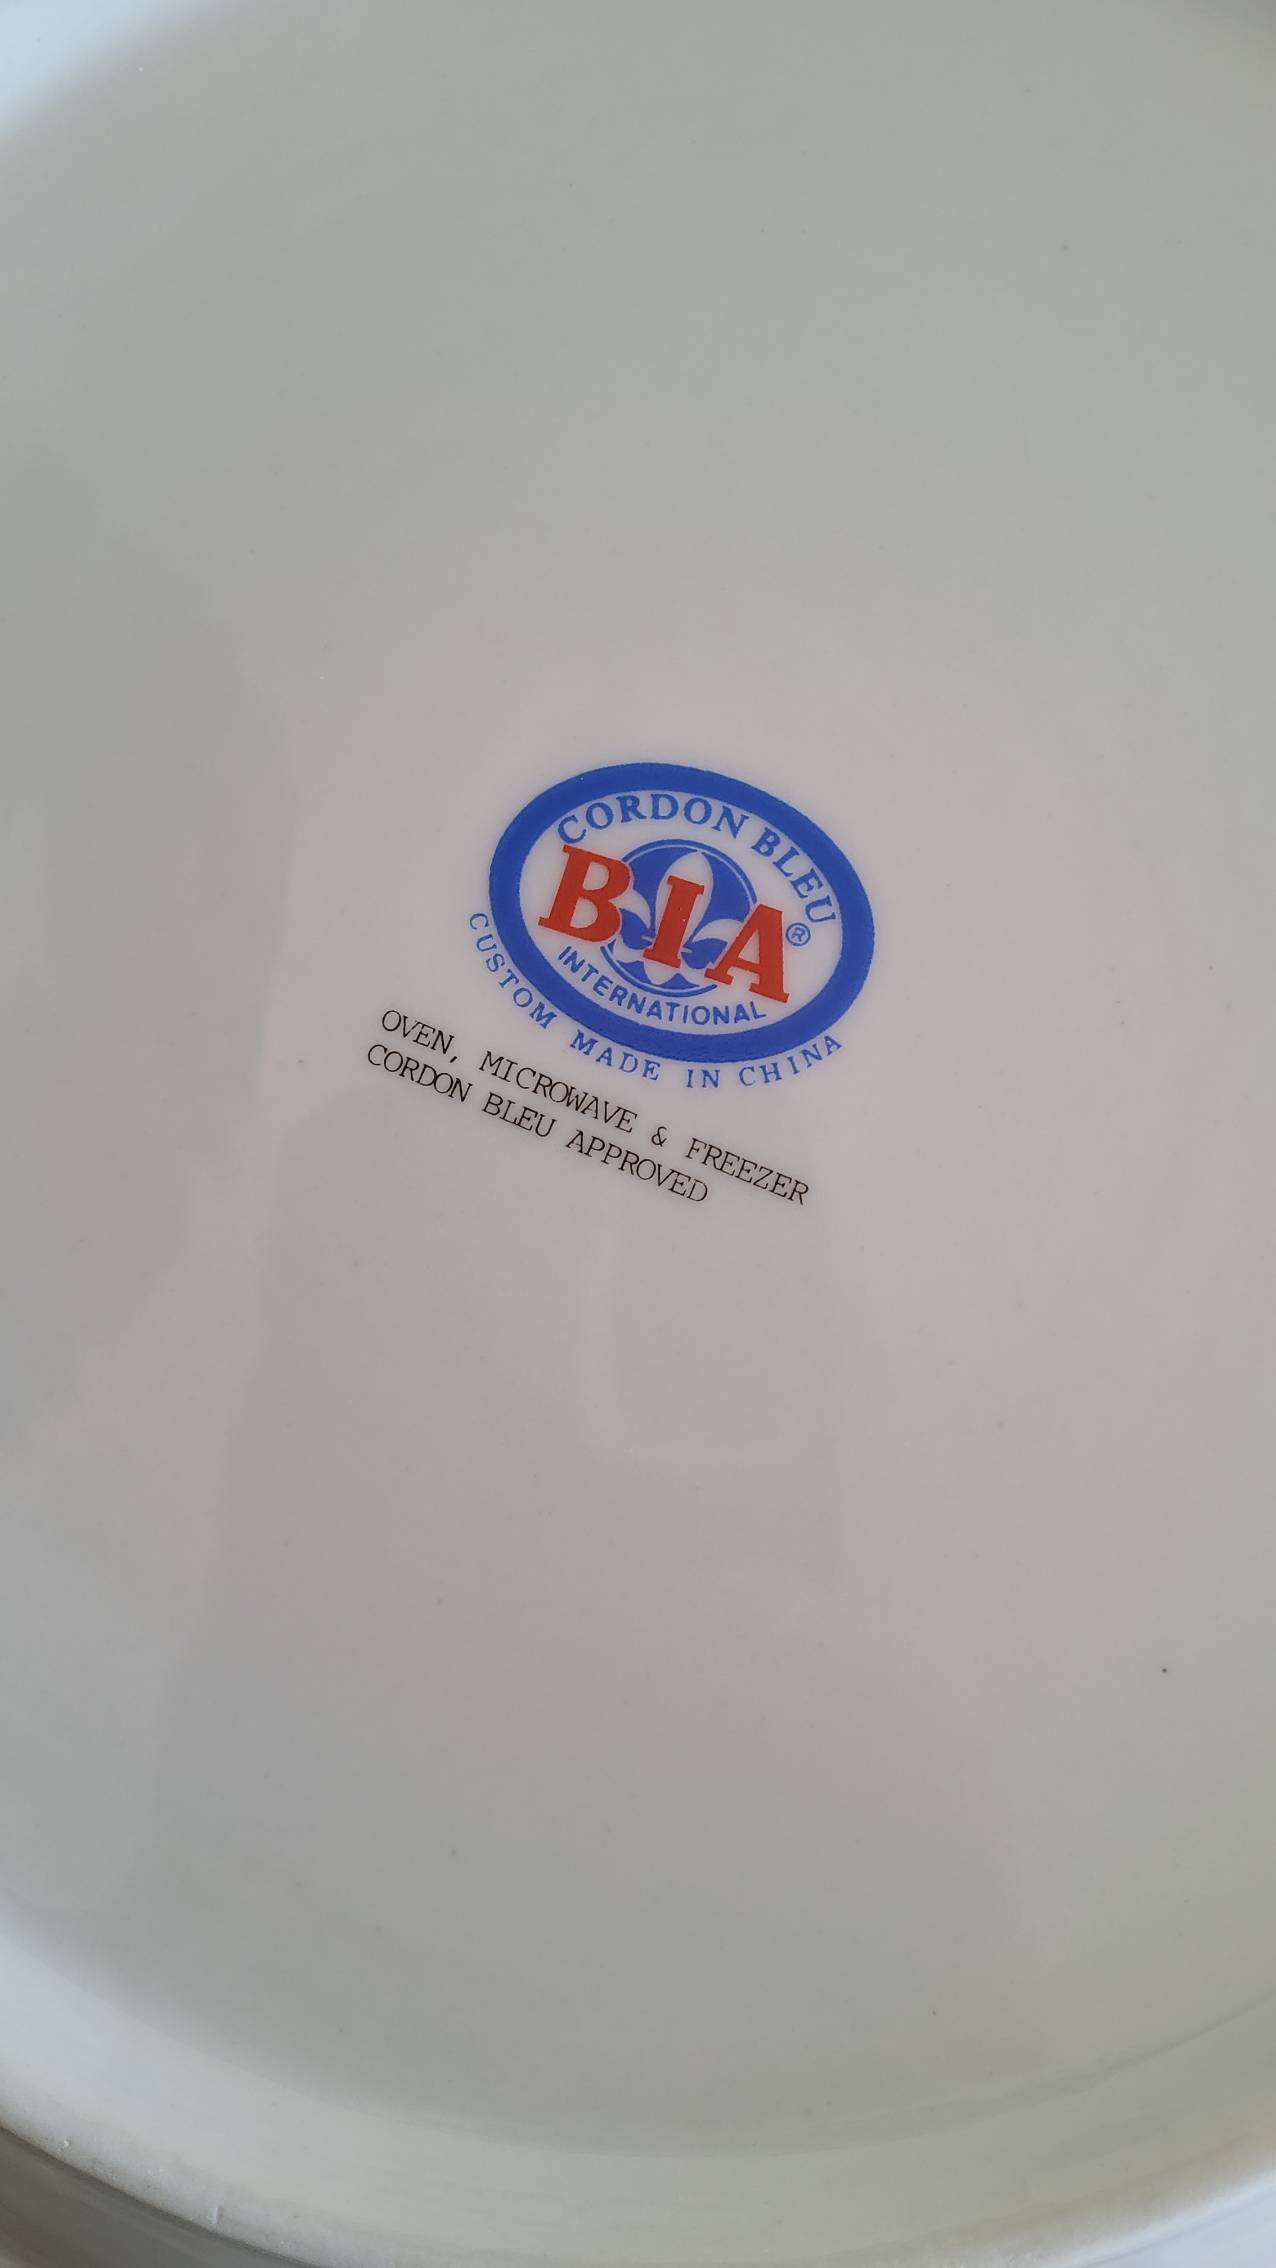 CORDON BLEU
BIA®
INTERNATIONAL
CUSTOM MADE IN CHINA
OVEN, MICROWAVE & FREEZER
CORDON BLEU APPROVED